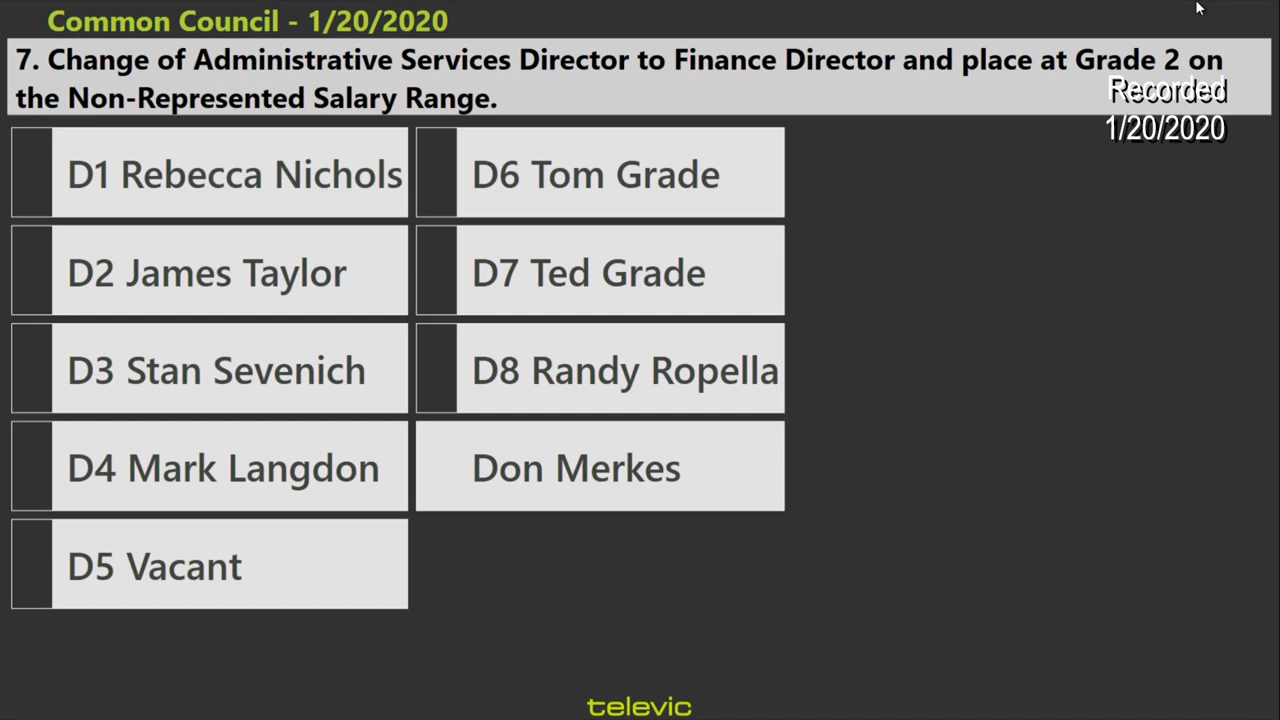 Common Council - 1/20/2020
7. Change of Administrative Services Director to Finance Director and place at Grade 2 on
the Non-Represented Salary Range.
Recorded
1/20/2020
D1 Rebecca Nichols
D2 James Taylor
D3 Stan Sevenich
D4 Mark Langdon
D5 Vacant
D6 Tom Grade
D7 Ted Grade
D8 Randy Ropella
Don Merkes
televic